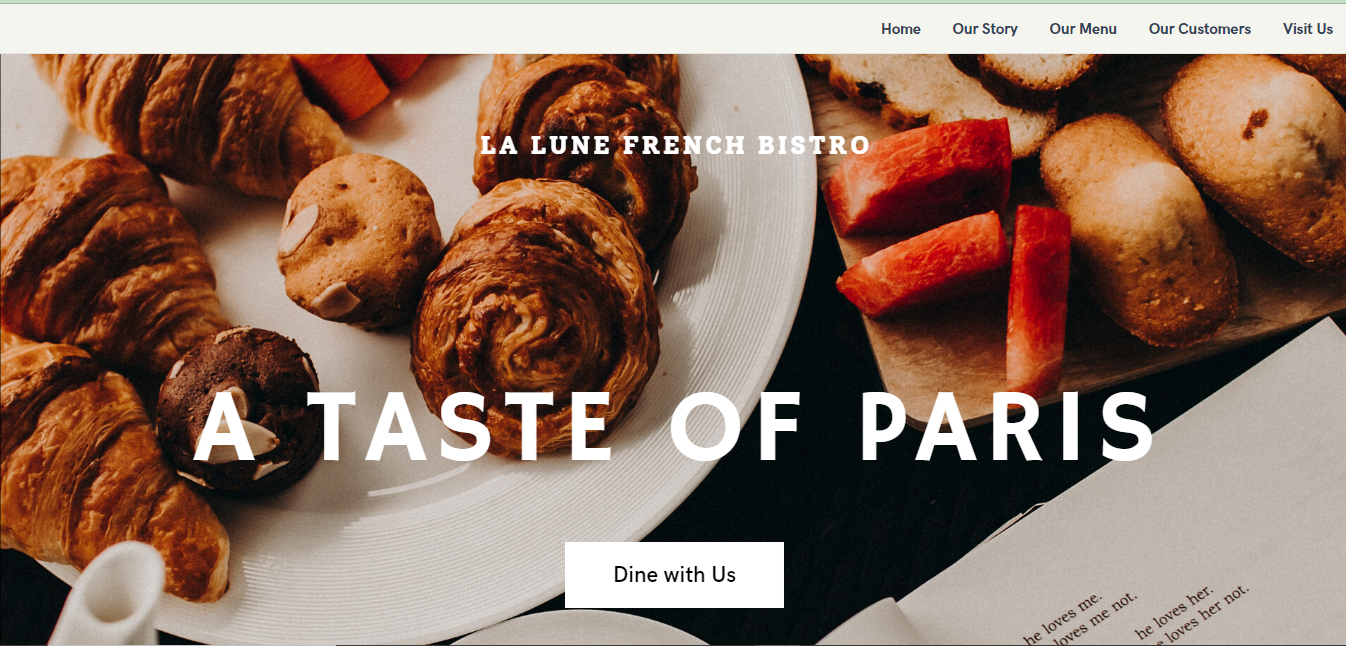 Home Our Story Our Menu Our Customers Visit Us
LA LUNE FRENCH BISTRO
A TASTE OF PARIS
Dine with Us
he loves me.
loves me not.
he loves her.
loves her not.